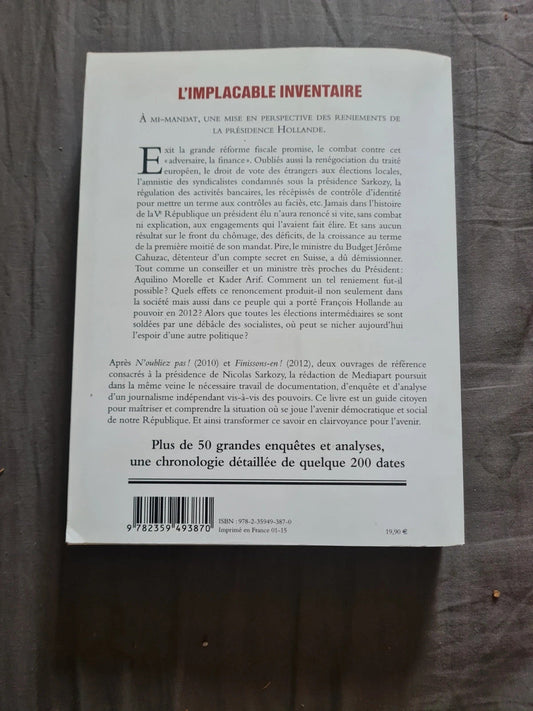 L'IMPLACABLE INVENTAIRE
À MI-MANDAT, UNE MISE EN PERSPECTIVE DES RENIEMENTS DE
LA PRÉSIDENCE HOLLANDE.
Exit la grande réforme fiscale promise, le combat contre cet
« adversaire, la finance ». Oubliés aussi la renégociation du traité
européen, le droit de vote des étrangers aux élections locales,
l'amnistie des syndicalistes condamnés sous la présidence Sarkozy, la
régulation des activités bancaires, les récépissés de contrôle d'identité
pour mettre un terme aux contrôles au faciès, etc. Jamais dans l'histoire
de la Ve République un président élu n'aura renoncé si vite, sans combat
ni explication, aux engagements qui l'avaient fait élire. Et sans aucun
résultat sur le front du chômage, des déficits, de la croissance au terme
de la première moitié de son mandat. Pire, le ministre du Budget Jérôme
Cahuzac, détenteur d'un compte secret en Suisse, a dû démissionner.
Tout comme un conseiller et un ministre très proches du Président :
Aquilino Morelle et Kader Arif. Comment un tel reniement fut-il
possible ? Quels effets ce renoncement produit-il non seulement dans
la société mais aussi dans ce peuple qui a porté François Hollande au
pouvoir en 2012 ? Alors que toutes les élections intermédiaires se sont
soldées par une débâcle des socialistes, où peut se nicher aujourd'hui
l'espoir d'une autre politique ?
Après N'oubliez pas ! (2010) et Finissons-en ! (2012), deux ouvrages de référence
consacrés à la présidence de Nicolas Sarkozy, la rédaction de Mediapart poursuit
dans la même veine le nécessaire travail de documentation, d'enquête et d'analyse
d'un journalisme indépendant vis-à-vis des pouvoirs. Ce livre est un guide citoyen
pour maîtriser et comprendre la situation où se joue l'avenir démocratique et social
de notre République. Et ainsi transformer ce savoir en clairvoyance pour l'avenir.
Plus de 50 grandes enquêtes et analyses,
une chronologie détaillée de quelque 200 dates
ISBN : 978-2-35949-387-0
Imprimé en France 01-15
19,90 €
9 782359 493870